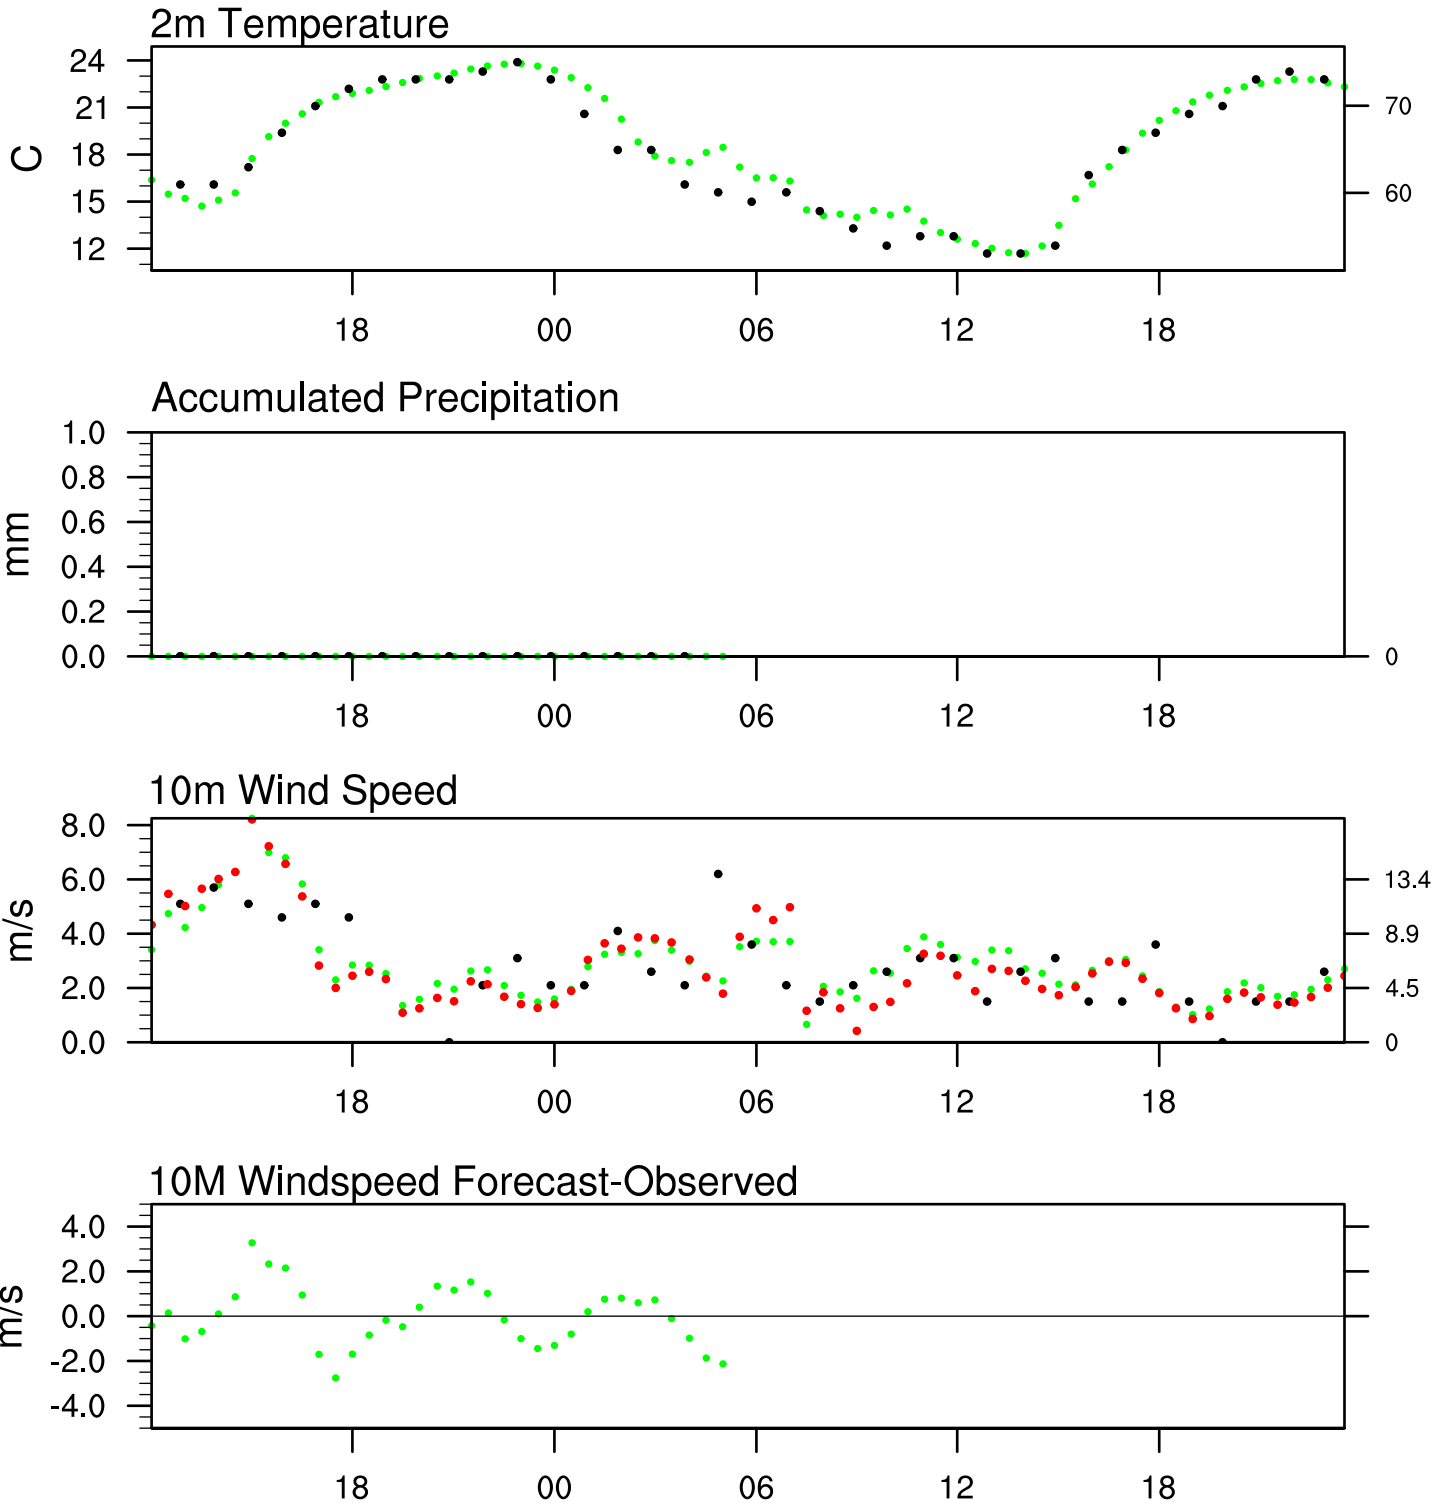 2m Temperature
24
21
18
15
12
C
70
60
18 00 06 12 18
Accumulated Precipitation
1.0
0.8
0.6
0.4
0.2
0.0
mm
0
18 00 06 12 18
10m Wind Speed
8.0
6.0
4.0
2.0
0.0
m/s
13.4
8.9
4.5
0
18 00 06 12 18
10M Windspeed Forecast-Observed
4.0
2.0
0.0
-2.0
-4.0
m/s
18 00 06 12 18